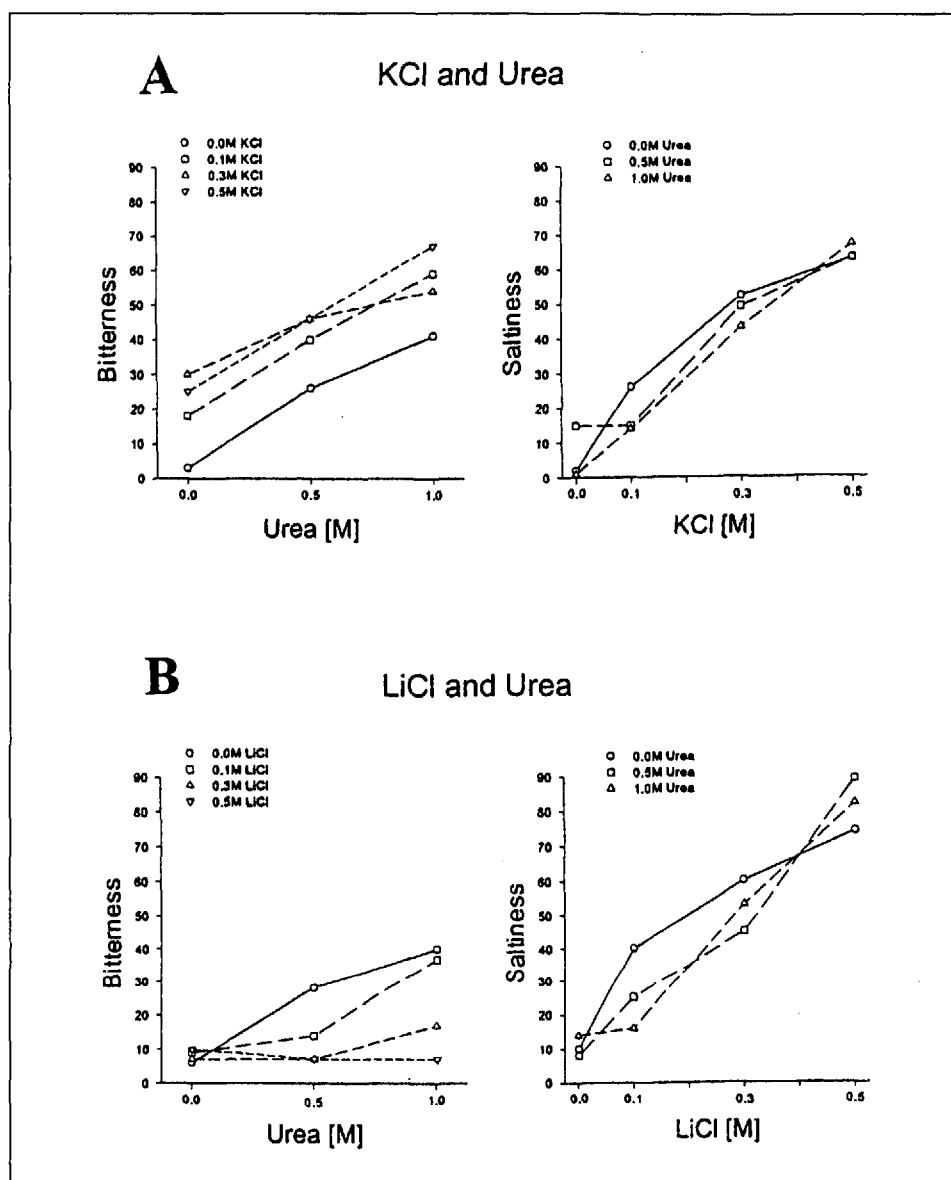 A
KCl and Urea
0.0M KCl
0.1M KCl
0.3M KCl
0.5M KCl
90
80
70
60
50
40
30
20
10
0
Bitterness
0.0
0.5
1.0
Urea [M]
0.0M Urea
0.5M Urea
1.0M Urea
90
80
70
60
50
40
30
20
10
0
Saltiness
0.0
0.1
0.3
0.5
KCl [M]
B
LiCl and Urea
0.0M LiCl
0.1M LiCl
0.3M LiCl
0.5M LiCl
90
80
70
60
50
40
30
20
10
0
Bitterness
0.0
0.5
1.0
Urea [M]
0.0M Urea
0.5M Urea
1.0M Urea
90
80
70
60
50
40
30
20
10
0
Saltiness
0.0
0.1
0.3
0.5
LiCl [M]